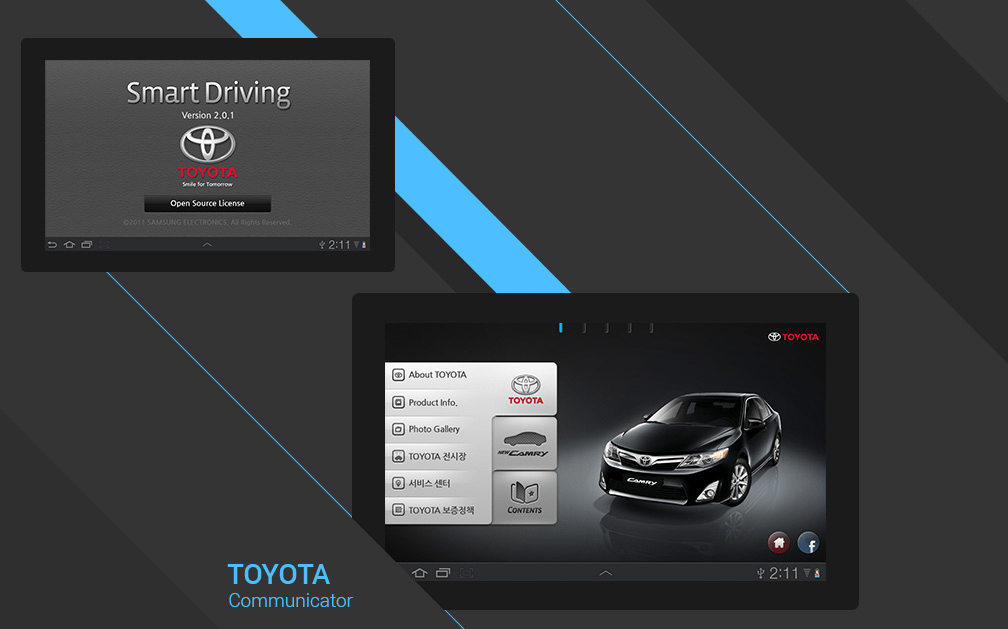 Smart Driving
Version 2.0.1
TOYOTA
Smile for Tomorrow
Open Source License
©2011 SAMSUNG ELECTRONICS. All Rights Reserved.
2:11
TOYOTA
About TOYOTA
Product Info.
Photo Gallery
TOYOTA 전시장
서비스 센터
TOYOTA 보증정책
TOYOTA
NEW CAMRY
CONTENTS
CAMRY
f
2:11
TOYOTA
Communicator